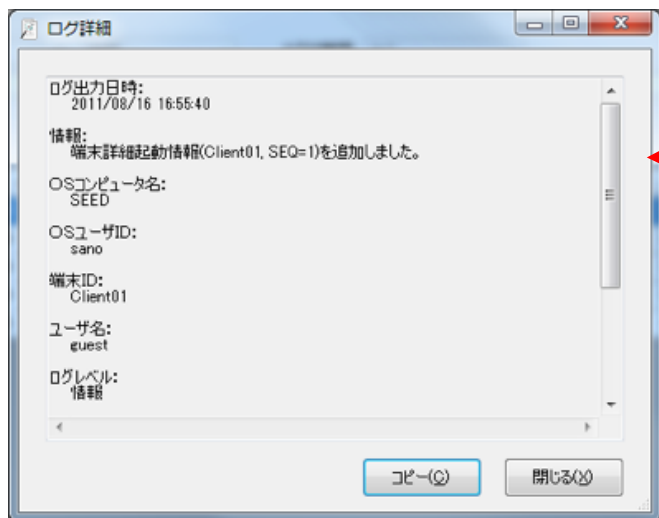 ログ詳細
ログ出力日時:
2011/08/16 16:55:40
情報:
端末詳細起動情報(Client01, SEQ=1)を追加しました。
OSコンピュータ名:
SEED
OSユーザID:
sano
端末ID:
Client01
ユーザ名:
guest
ログレベル:
情報
コピー(C)
閉じる(X)